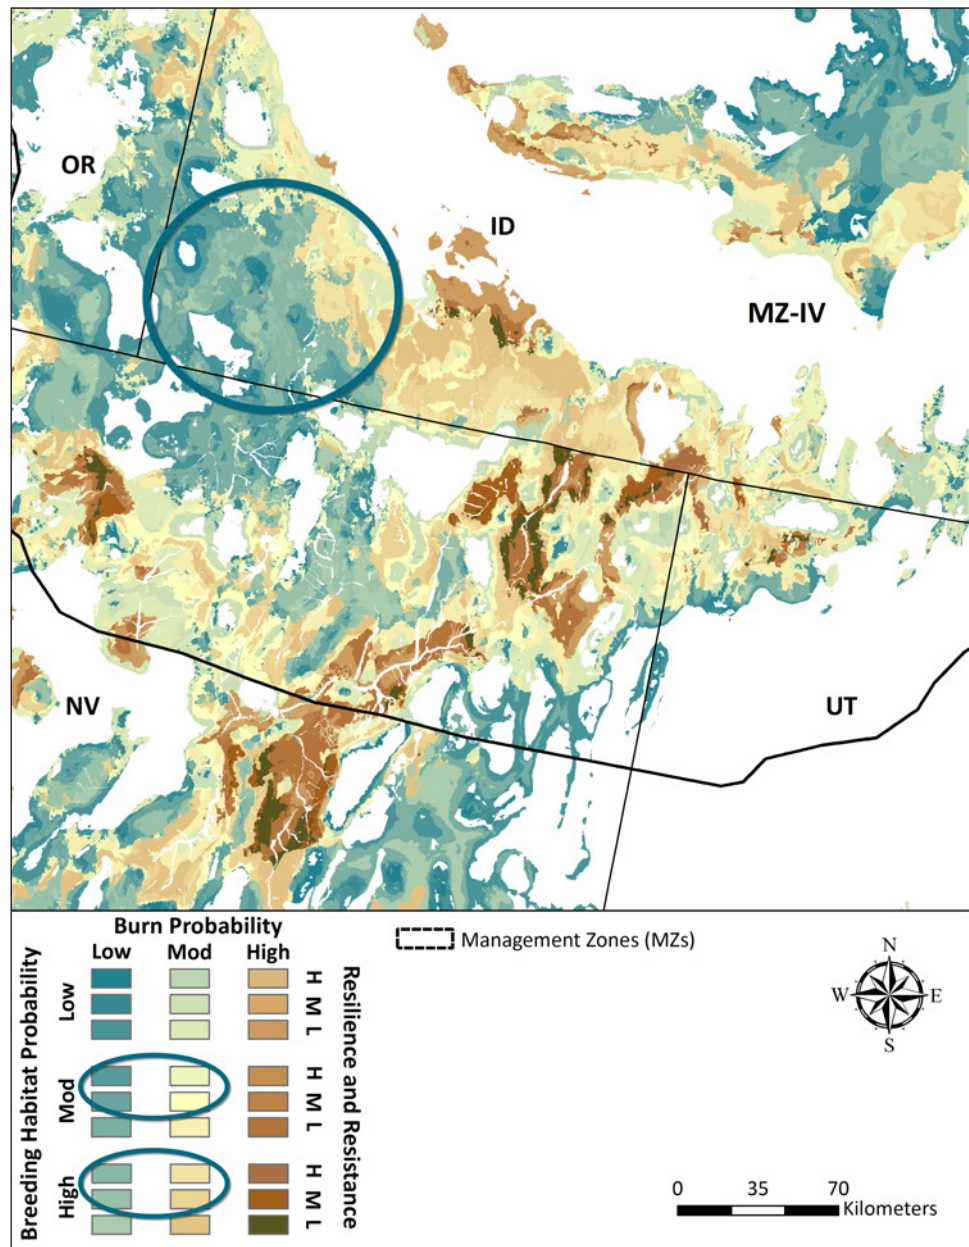 OR
ID
MZ-IV
NV
UT
Burn Probability
Low Mod High
Management Zones (MZs)
Breeding Habitat Probability
Low
Mod
High
H
M
L
H
M
L
H
M
L
Resilience and Resistance
N
W E
S
0 35 70
Kilometers